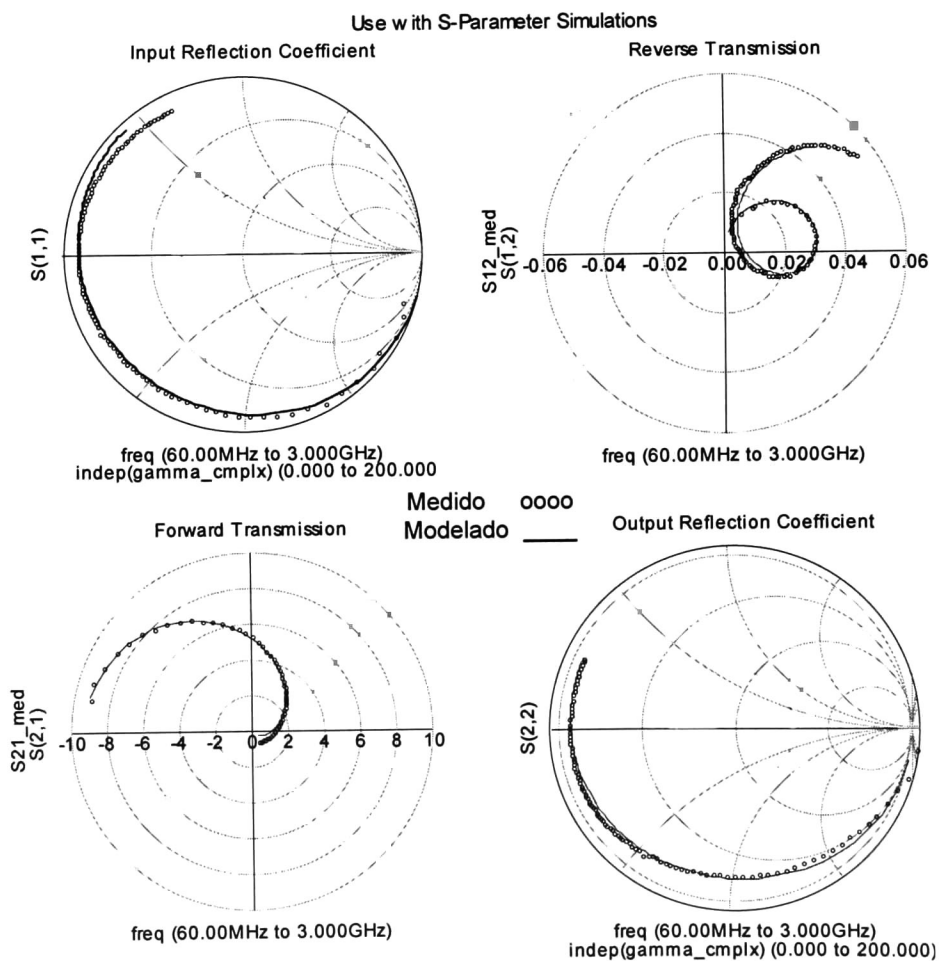 Use with S-Parameter Simulations
Input Reflection Coefficient
Reverse Transmission
S(1,1)
S12_med
S(1,2)
-0.06 -0.04 -0.02 0.00 0.02 0.04 0.06
freq (60.00MHz to 3.000GHz)
indep(gamma_cmplx) (0.000 to 200.000
freq (60.00MHz to 3.000GHz)
Medido oooo
Modelado
Forward Transmission
Output Reflection Coefficient
S21_med
S(2,1)
-10 -8 -6 -4 -2 0 2 4 6 8 10
S(2,2)
freq (60.00MHz to 3.000GHz)
freq (60.00MHz to 3.000GHz)
indep(gamma_cmplx) (0.000 to 200.000)